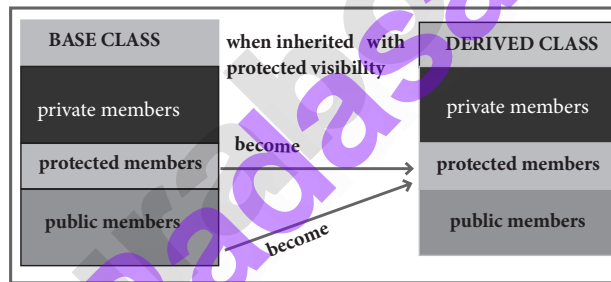 BASE CLASS
private members
protected members
public members
when inherited with
protected visibility
become
become
DERIVED CLASS
private members
protected members
public members